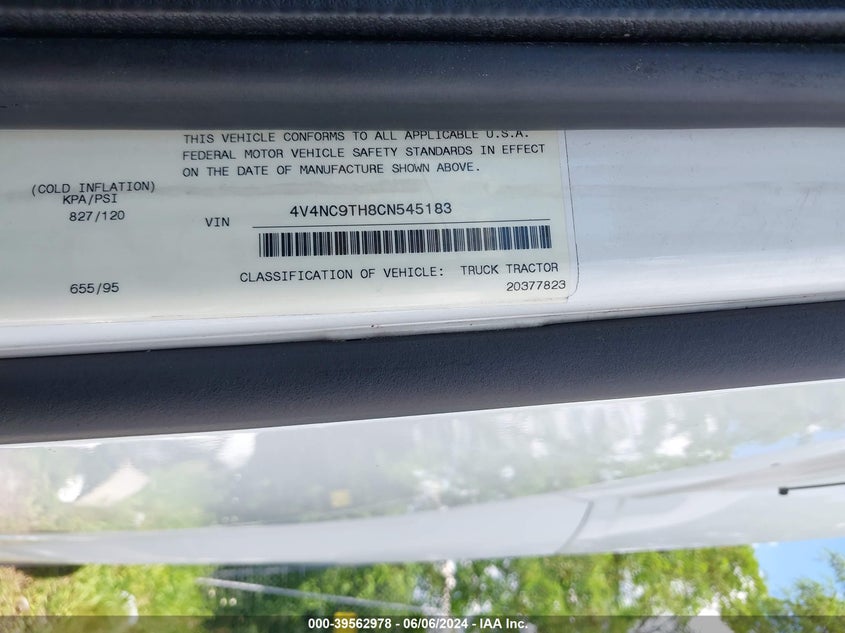 THIS VEHICLE CONFORMS TO ALL APPLICABLE U.S.A.
FEDERAL MOTOR VEHICLE SAFETY STANDARDS IN EFFECT
ON THE DATE OF MANUFACTURE SHOWN ABOVE.
(COLD INFLATION)
KPA/PSI
827/120
VIN 4V4NC9TH8CN545183
655/95
CLASSIFICATION OF VEHICLE: TRUCK TRACTOR
20377823
000-39562978 - 06/06/2024 - IAA Inc.